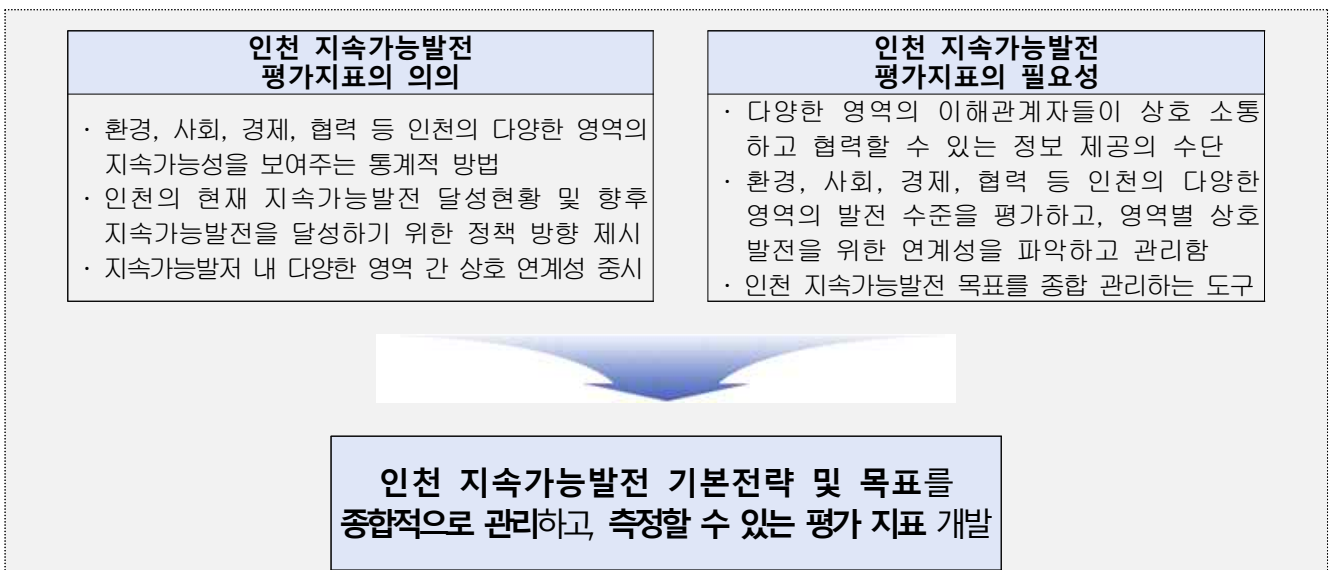 인천 지속가능발전
평가지표의 의의
· 환경, 사회, 경제, 협력 등 인천의 다양한 영역의
지속가능성을 보여주는 통계적 방법
· 인천의 현재 지속가능발전 달성현황 및 향후
지속가능발전을 달성하기 위한 정책 방향 제시
· 지속가능발저 내 다양한 영역 간 상호 연계성 중시
인천 지속가능발전
평가지표의 필요성
· 다양한 영역의 이해관계자들이 상호 소통
하고 협력할 수 있는 정보 제공의 수단
· 환경, 사회, 경제, 협력 등 인천의 다양한
영역의 발전 수준을 평가하고, 영역별 상호
발전을 위한 연계성을 파악하고 관리함
· 인천 지속가능발전 목표를 종합 관리하는 도구
인천 지속가능발전 기본전략 및 목표를
종합적으로 관리하고, 측정할 수 있는 평가 지표 개발